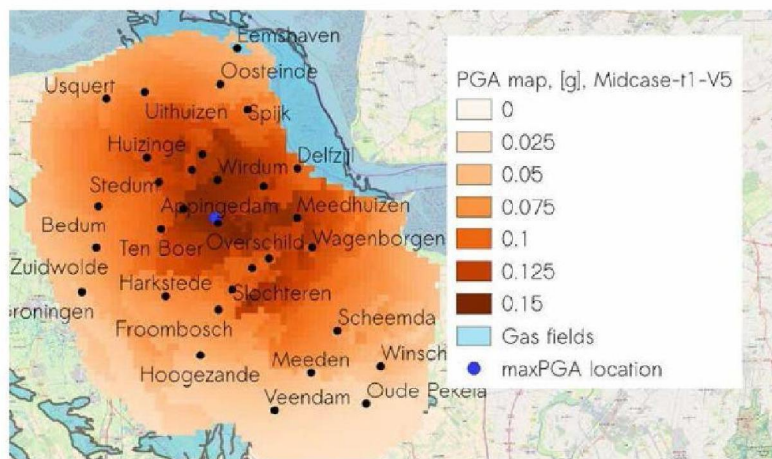 Eemshaven
Oosteinde
Usquert
Uithuizen
Spijk
Huizinge
Wirdum
Delfzijl
Stedum
Appingedam
Meedhuizen
Bedum
Ten Boer
Overschild
Wagenborgen
Zuidwolde
Harkstede
Slochteren
roningen
Froombosch
Scheemda
Hoogezande
Meeden
Winsch
Veendam
Oude Pekela
PGA map, [g], Midcase-t1-V5
0
0.025
0.05
0.075
0.1
0.125
0.15
Gas fields
maxPGA location